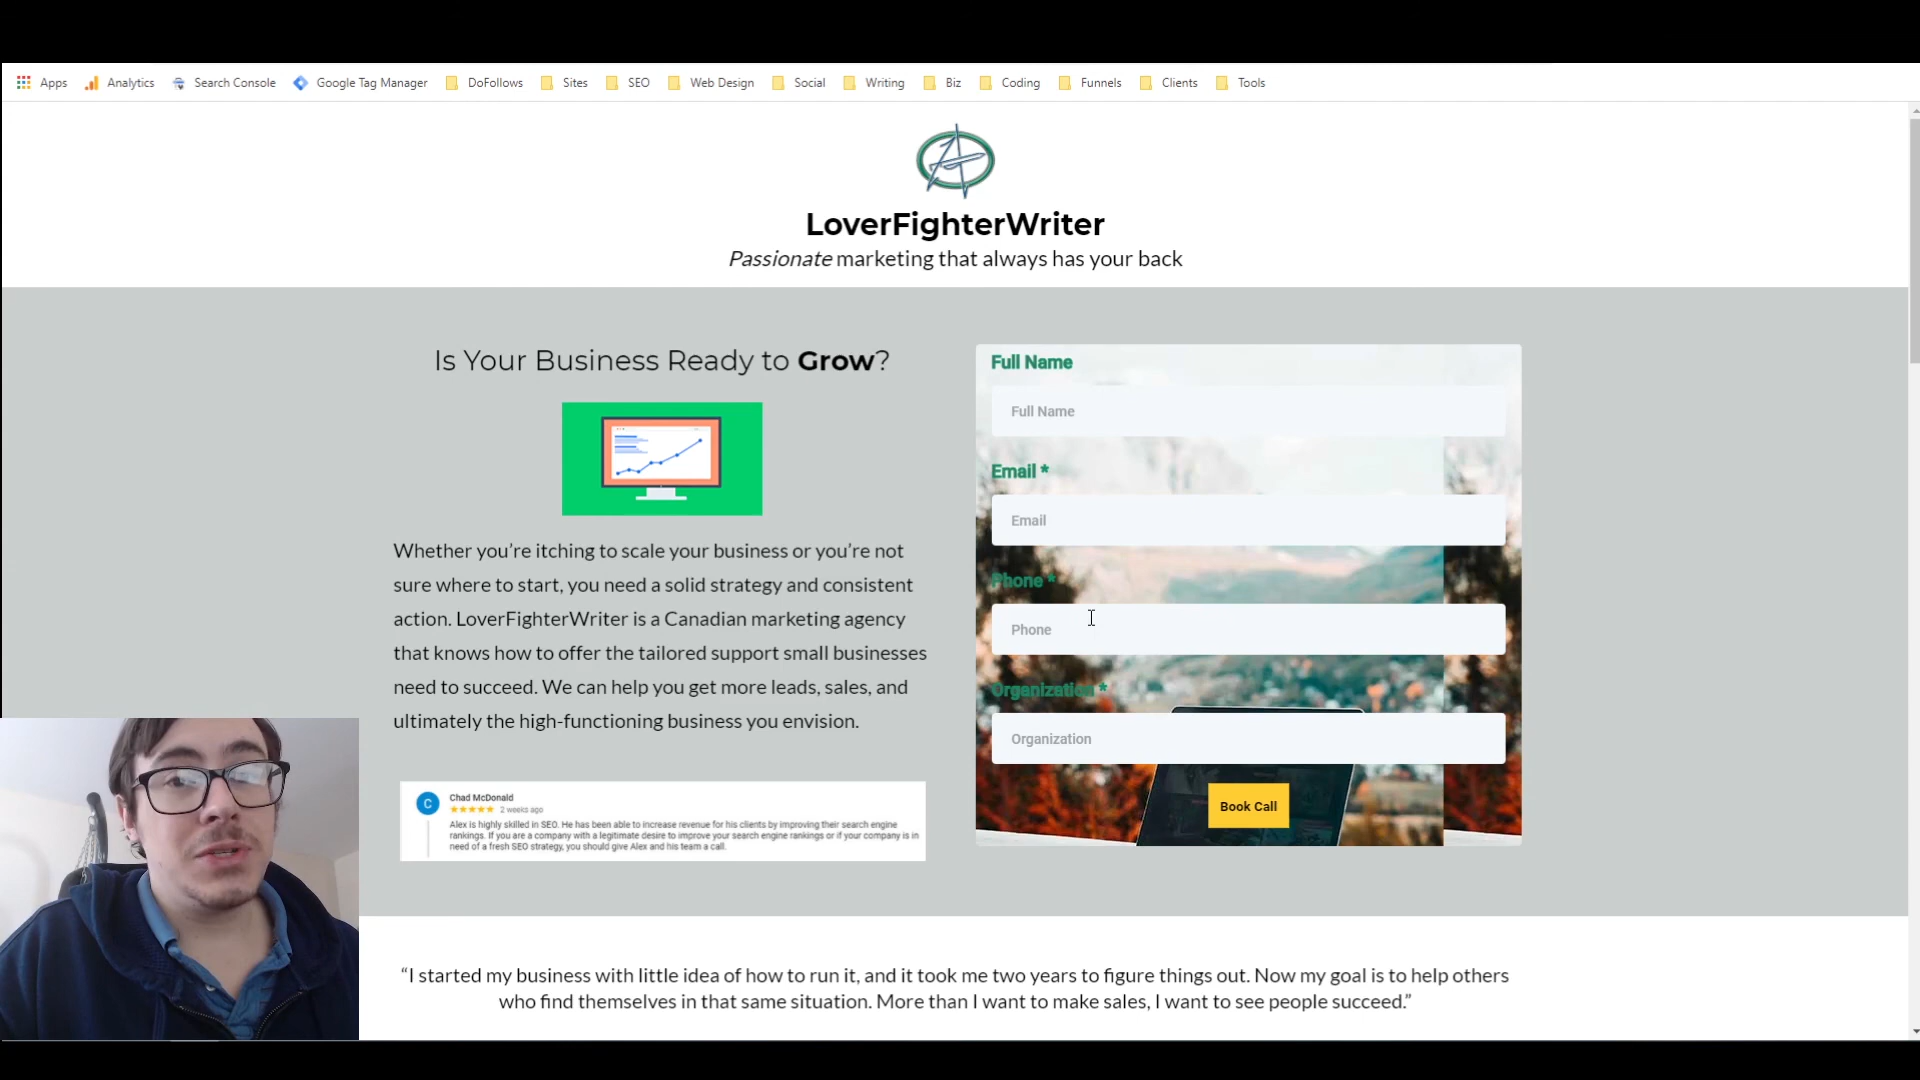 Apps Analytics Search Console Google Tag Manager DoFollows Sites SEO Web Design Social Writing Biz Coding Funnels Clients Tools
LoverFighterWriter
Passionate marketing that always has your back
Is Your Business Ready to Grow?
Whether you’re itching to scale your business or you’re not
sure where to start, you need a solid strategy and consistent
action. LoverFighterWriter is a Canadian marketing agency
that knows how to offer the tailored support small businesses
need to succeed. We can help you get more leads, sales, and
ultimately the high-functioning business you envision.
C
Chad McDonald
2 weeks ago
Alex is highly skilled in SEO. He has been able to increase revenue for his clients by improving their search engine
rankings. If you are a company with a legitimate desire to improve your search engine rankings or if your company is in
need of a fresh SEO strategy, you should give Alex and his team a call.
Full Name
Full Name
Email *
Email
Phone *
Phone
Organization *
Organization
Book Call
“I started my business with little idea of how to run it, and it took me two years to figure things out. Now my goal is to help others
who find themselves in that same situation. More than I want to make sales, I want to see people succeed.”